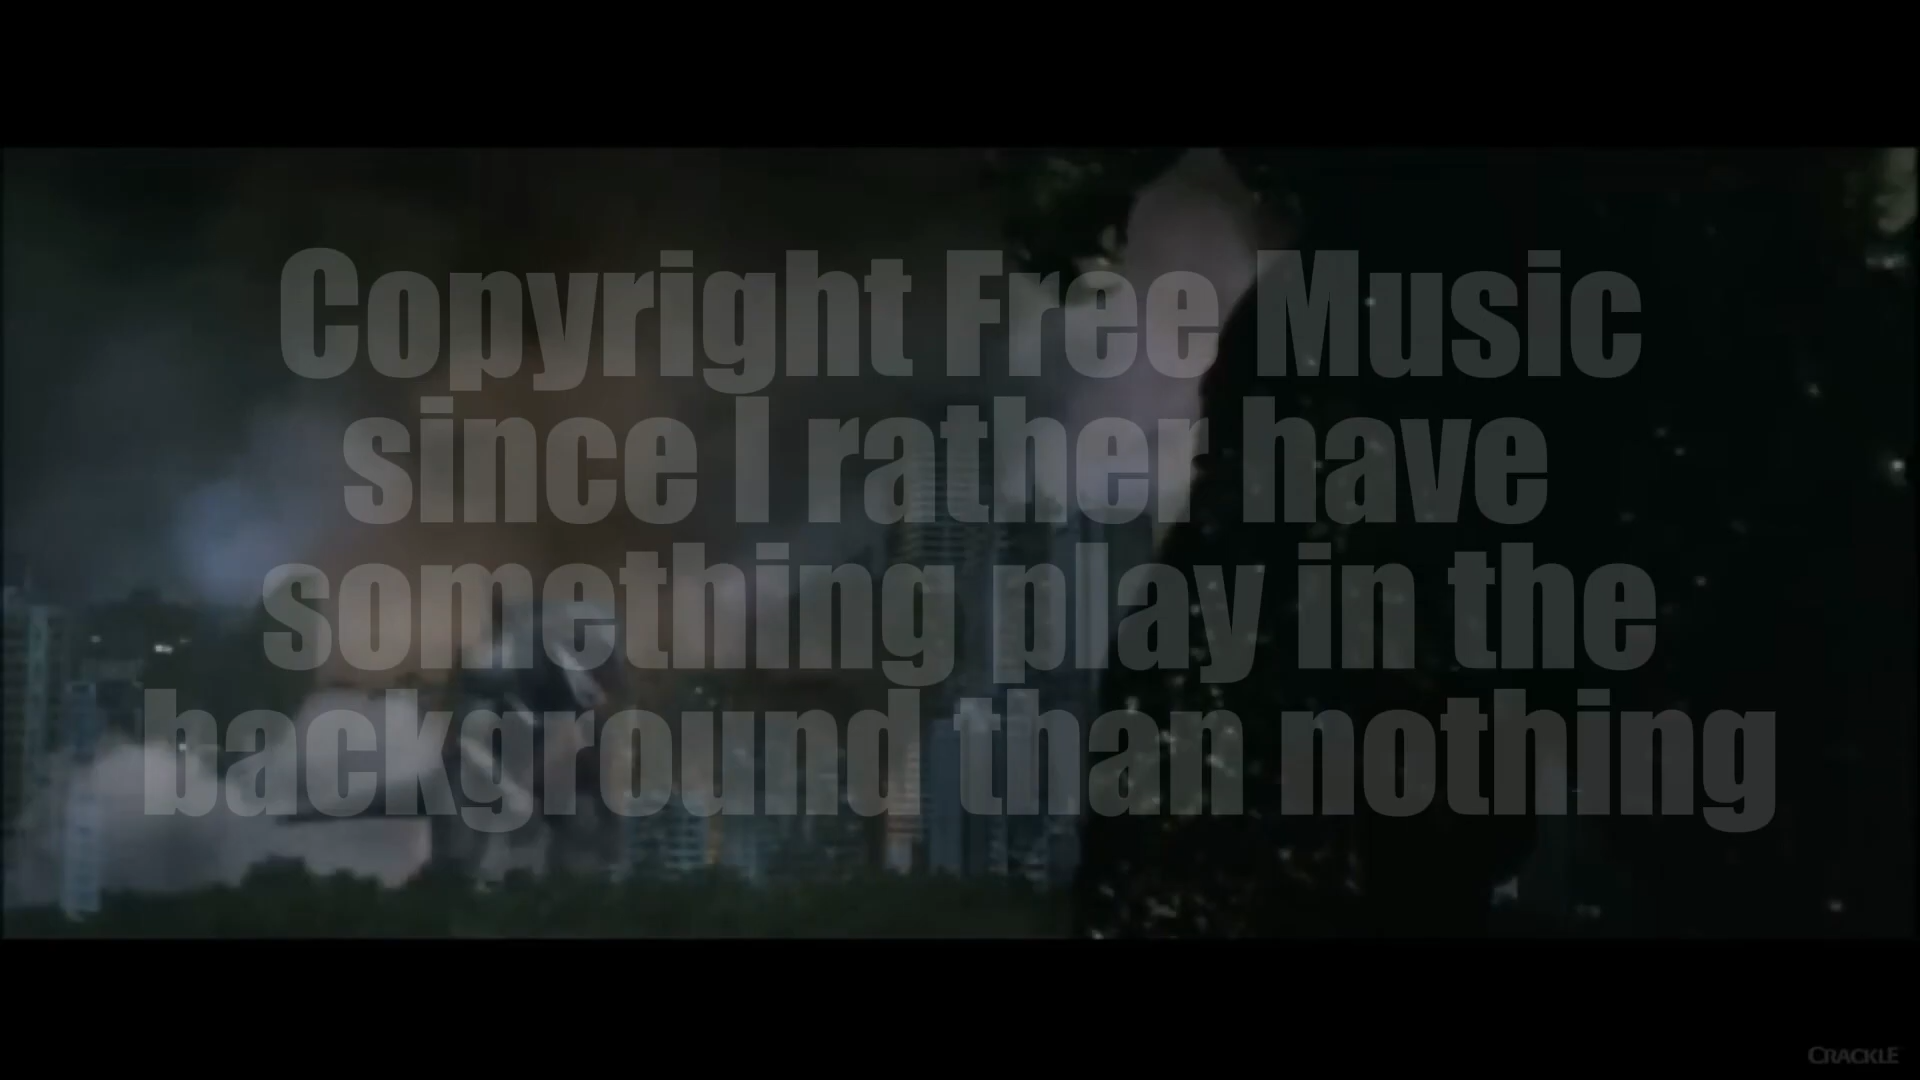 Copyright Free Music
since I rather have
something play in the
background than nothing
CRACKLE